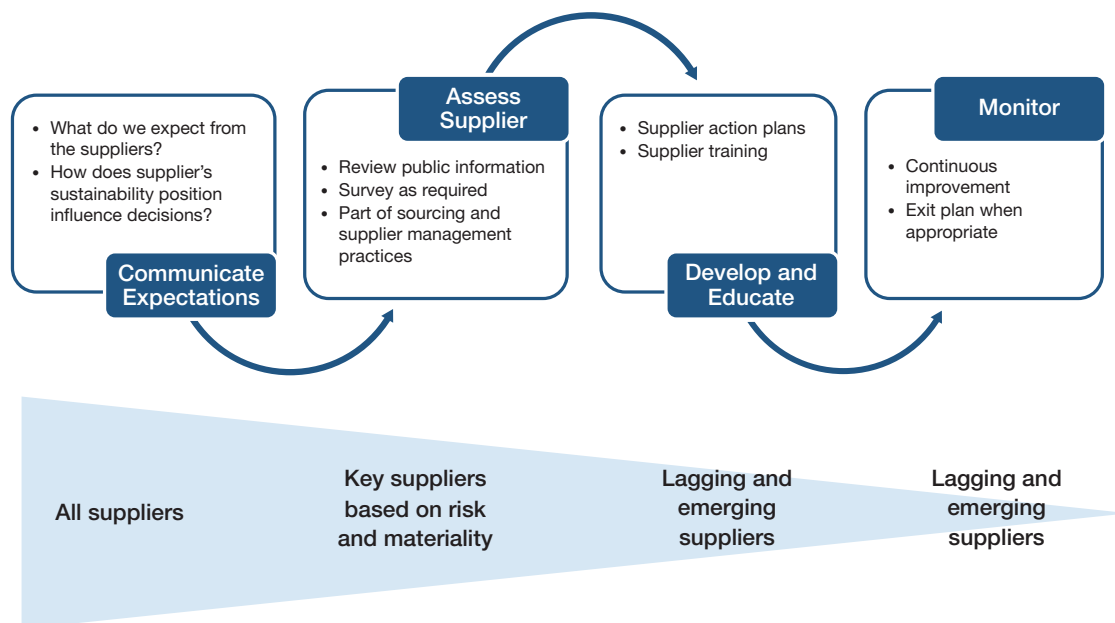 • What do we expect from
the suppliers?
• How does supplier's
sustainability position
influence decisions?
Communicate
Expectations
Assess
Supplier
• Review public information
• Survey as required
• Part of sourcing and
supplier management
practices
• Supplier action plans
• Supplier training
Develop and
Educate
Monitor
• Continuous
improvement
• Exit plan when
appropriate
All suppliers
Key suppliers
based on risk
and materiality
Lagging and
emerging
suppliers
Lagging and
emerging
suppliers